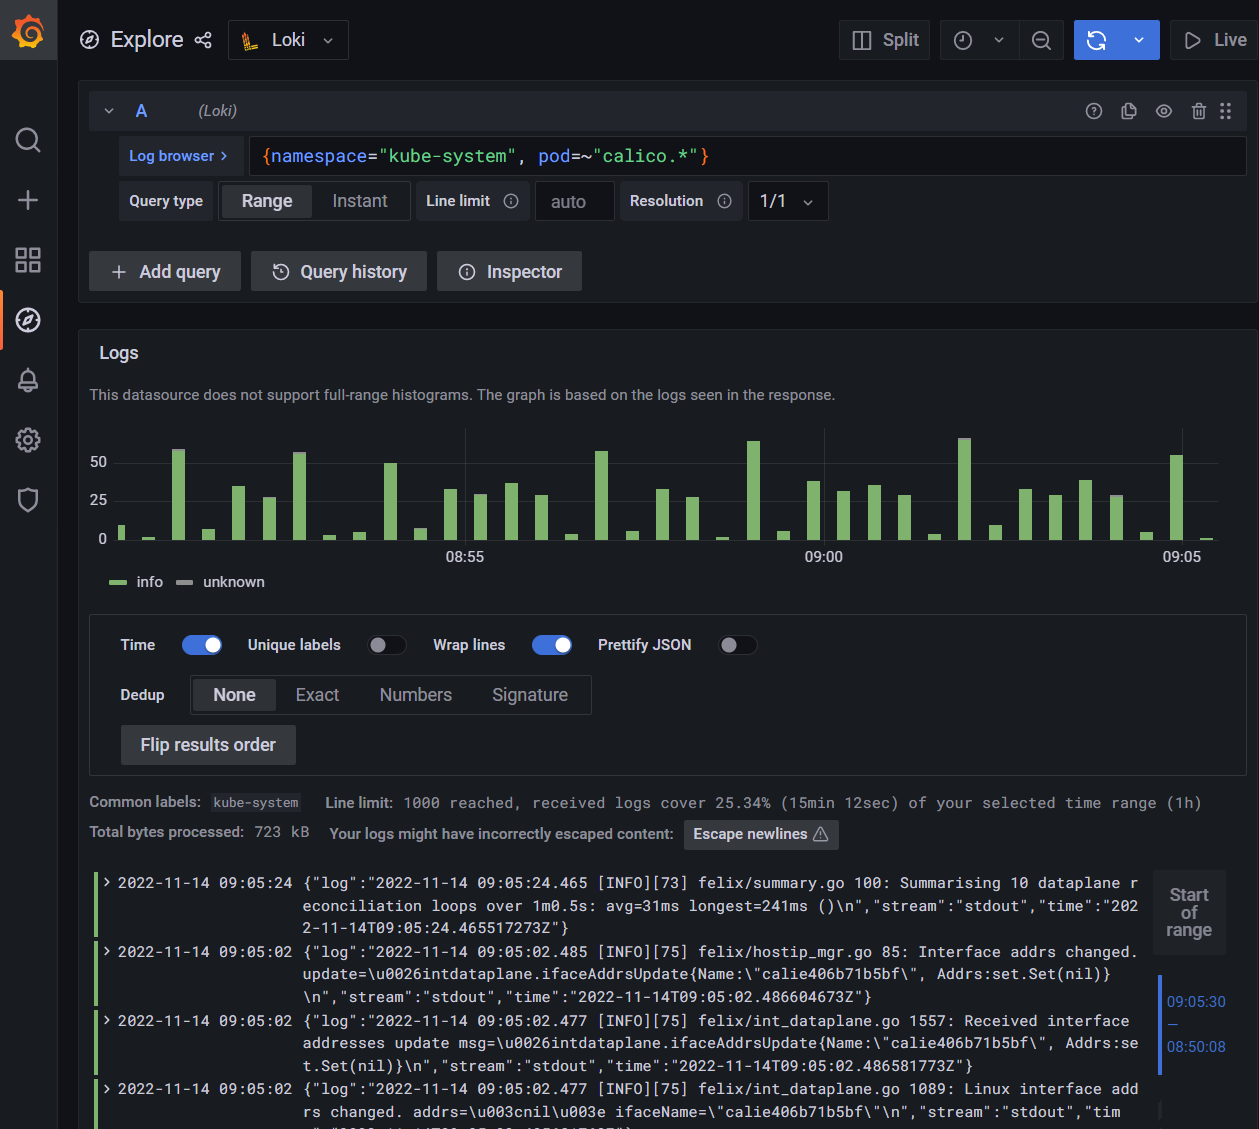 Explore Loki Split Live
A (Loki)
Log browser > {namespace="kube-system", pod=~"calico.*"}
Query type Range Instant Line limit auto Resolution 1/1
+ Add query Query history Inspector
Logs
This datasource does not support full-range histograms. The graph is based on the logs seen in the response.
50
25
0
08:55 09:00 09:05
info unknown
Time Unique labels Wrap lines Prettify JSON
Dedup None Exact Numbers Signature
Flip results order
Common labels: kube-system Line limit: 1000 reached, received logs cover 25.34% (15min 12sec) of your selected time range (1h)
Total bytes processed: 723 kB Your logs might have incorrectly escaped content: Escape newlines
> 2022-11-14 09:05:24 {"log":"2022-11-14 09:05:24.465 [INFO][73] felix/summary.go 100: Summarising 10 dataplane r
econciliation loops over 1m0.5s: avg=31ms longest=241ms ()\n","stream":"stdout","time":"202
2-11-14T09:05:24.465517273Z"}
> 2022-11-14 09:05:02 {"log":"2022-11-14 09:05:02.485 [INFO][75] felix/hostip_mgr.go 85: Interface addrs changed.
update=\u0026intdataplane.ifaceAddrsUpdate{Name:\"calie406b71b5bf\", Addrs:set.Set(nil)}
\n","stream":"stdout","time":"2022-11-14T09:05:02.486604673Z"}
> 2022-11-14 09:05:02 {"log":"2022-11-14 09:05:02.477 [INFO][75] felix/int_dataplane.go 1557: Received interface
addresses update msg=\u0026intdataplane.ifaceAddrsUpdate{Name:\"calie406b71b5bf\", Addrs:se
t.Set(nil)}\n","stream":"stdout","time":"2022-11-14T09:05:02.486581773Z"}
> 2022-11-14 09:05:02 {"log":"2022-11-14 09:05:02.477 [INFO][75] felix/int_dataplane.go 1089: Linux interface add
rs changed. addrs=\u003cnil\u003e ifaceName=\"calie406b71b5bf\"\n","stream":"stdout","tim
Start
of
range
09:05:30
—
08:50:08